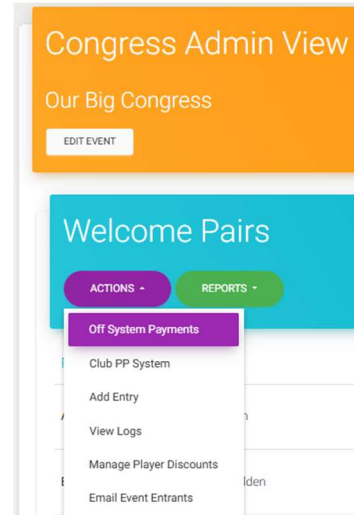 Congress Admin View
Our Big Congress
EDIT EVENT
Welcome Pairs
ACTIONS REPORTS
Off System Payments
Club PP System
Add Entry
View Logs
Manage Player Discounts
lden
Email Event Entrants